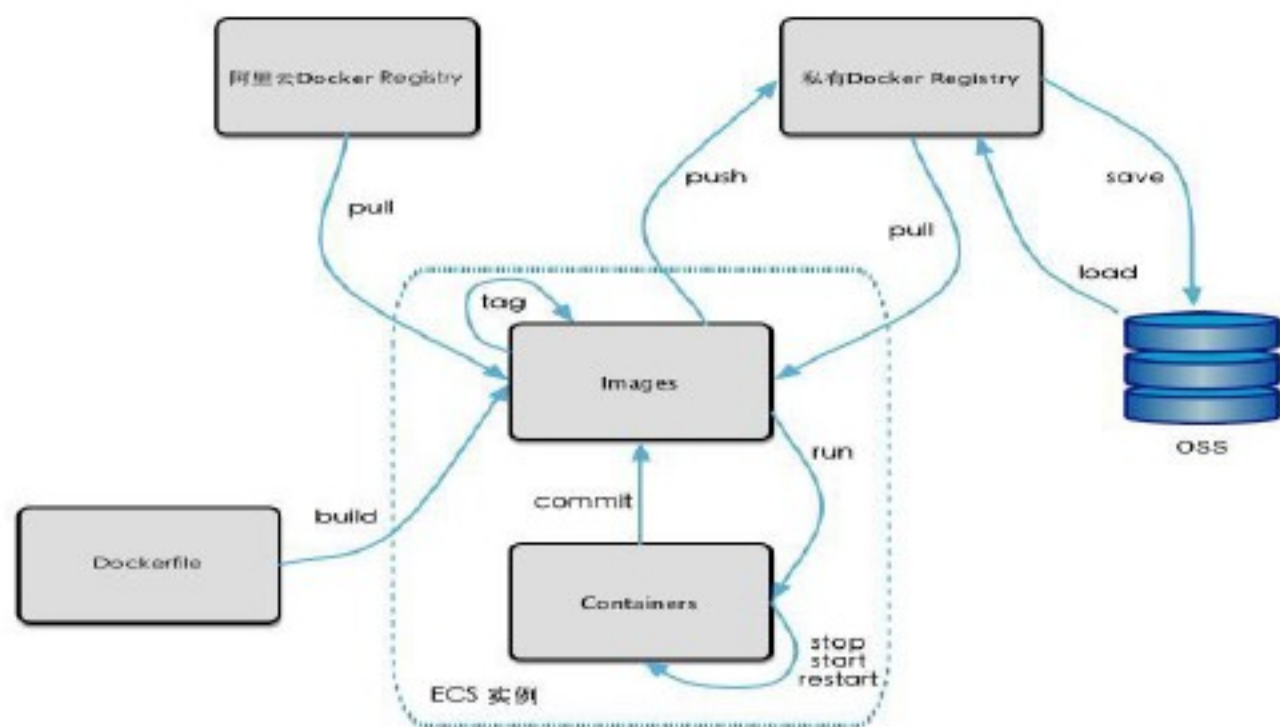 阿里云Docker Registry
私有Docker Registry
push
save
pull
pull
load
tag
Images
OSS
run
commit
build
Dockerfile
Containers
stop
start
restart
ECS 实例